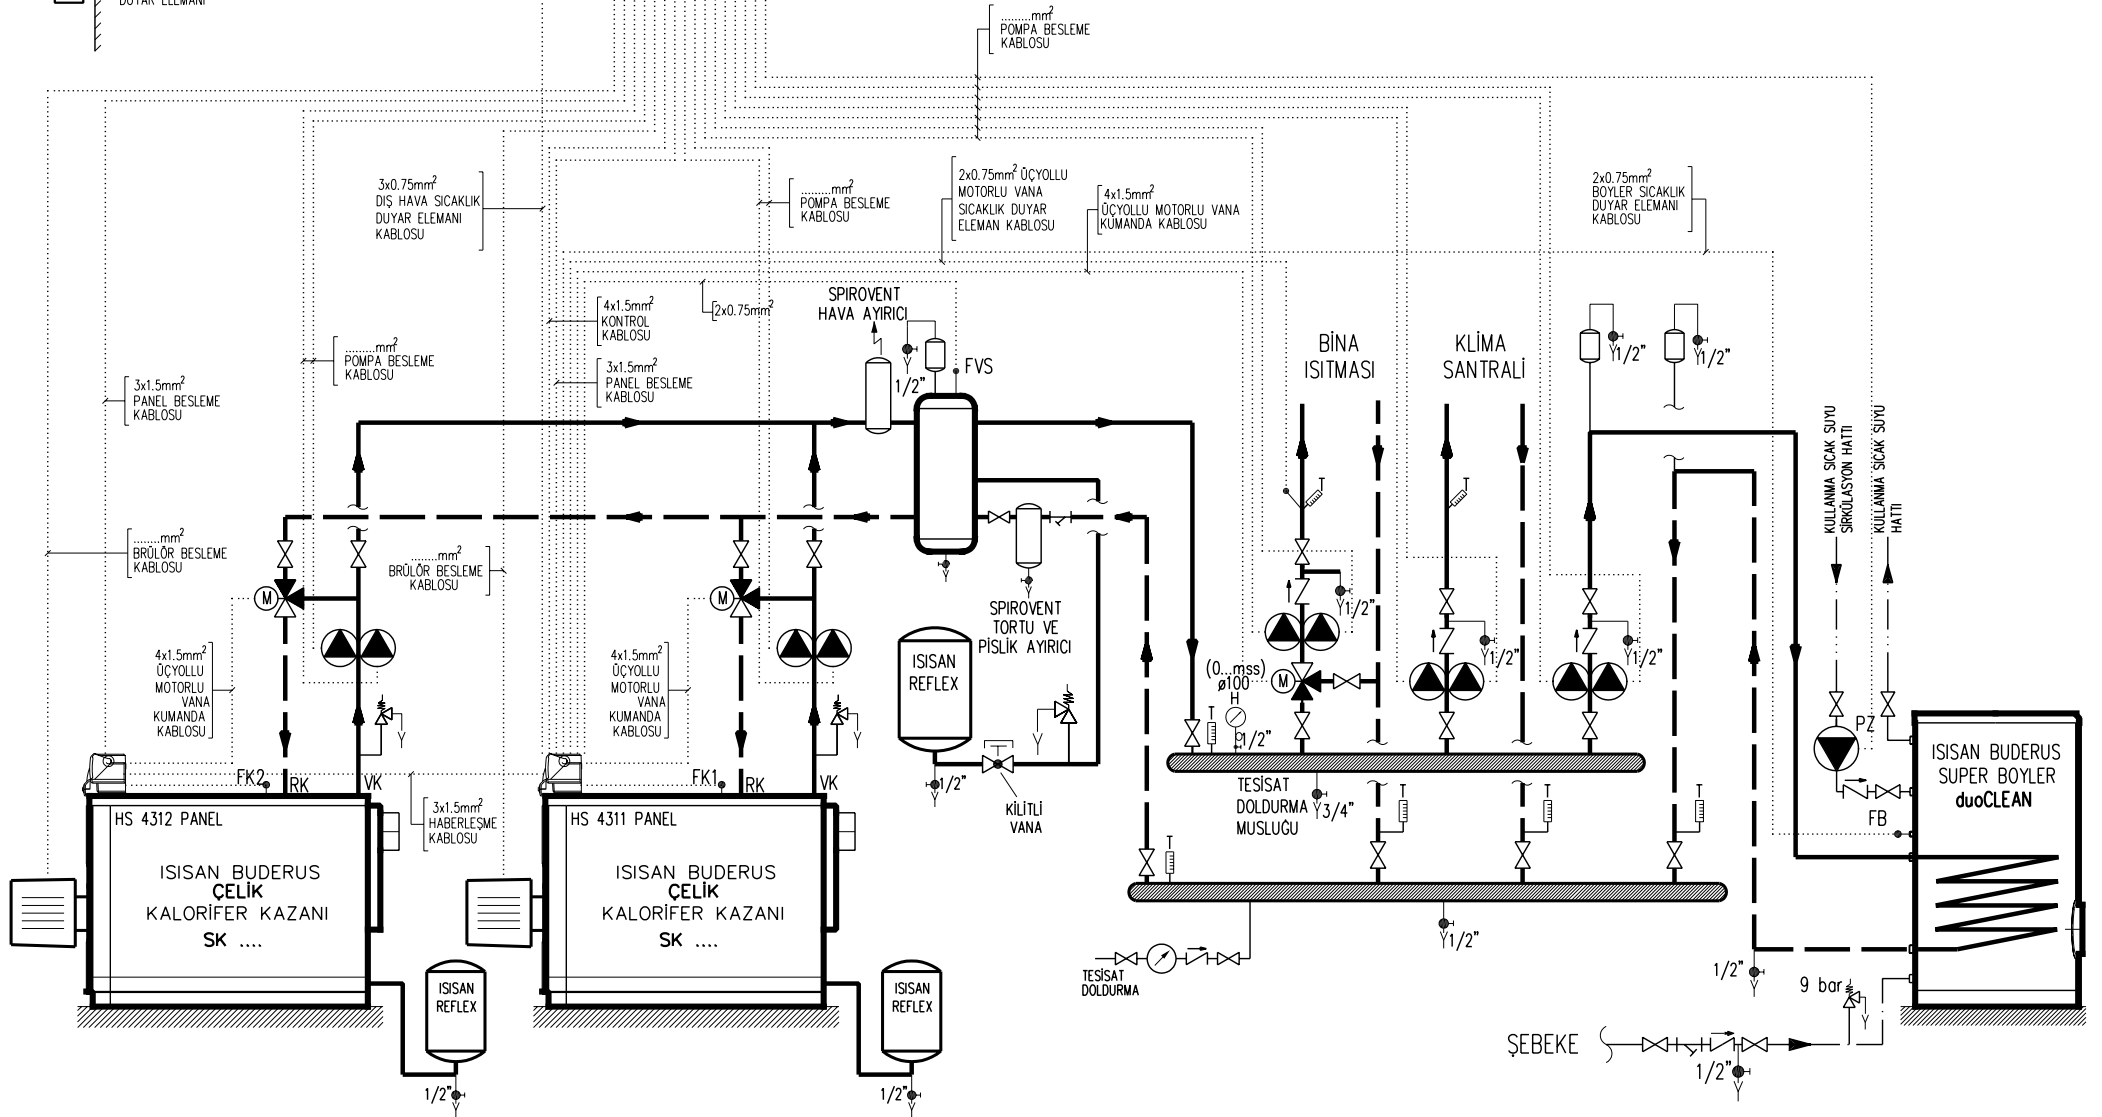 DUYAR ELEMANI
.........mm²
POMPA BESLEME
KABLOSU
3x0.75mm²
DIŞ HAVA SICAKLIK
DUYAR ELEMANI
KABLOSU
.........mm²
POMPA BESLEME
KABLOSU
2x0.75mm² ÜÇYOLLU
MOTORLU VANA
SICAKLIK DUYAR
ELEMAN KABLOSU
4x1.5mm²
ÜÇYOLLU MOTORLU VANA
KUMANDA KABLOSU
2x0.75mm²
BOYLER SICAKLIK
DUYAR ELEMANI
KABLOSU
4x1.5mm²
KONTROL
KABLOSU
2x0.75mm²
SPIROVENT
HAVA AYIRICI
1/2"
FVS
BİNA
ISITMASI
KLİMA
SANTRALİ
1/2"
1/2"
.........mm²
POMPA BESLEME
KABLOSU
3x1.5mm²
PANEL BESLEME
KABLOSU
3x1.5mm²
PANEL BESLEME
KABLOSU
KULLANMA SICAK SUYU
SİRKÜLASYON HATTI
KULLANMA SICAK SUYU
HATTI
T
T
.........mm²
BRÜLÖR BESLEME
KABLOSU
.........mm²
BRÜLÖR BESLEME
KABLOSU
M
M
SPIROVENT
TORTU VE
PİSLİK AYIRICI
1/2"
1/2"
1/2"
4x1.5mm²
ÜÇYOLLU
MOTORLU
VANA
KUMANDA
KABLOSU
4x1.5mm²
ÜÇYOLLU
MOTORLU
VANA
KUMANDA
KABLOSU
ISISAN
REFLEX
(0...mss)
ø100
H
T
1/2"
M
PZ
FK2
RK
VK
FK1
RK
VK
1/2"
KİLİTLİ
VANA
TESİSAT
DOLDURMA
MUSLUĞU
3/4"
T
T
T
T
ISISAN BUDERUS
SUPER BOYLER
duoCLEAN
FB
3x1.5mm²
HABERLEŞME
KABLOSU
HS 4312 PANEL
ISISAN BUDERUS
ÇELİK
KALORİFER KAZANI
SK ....
HS 4311 PANEL
ISISAN BUDERUS
ÇELİK
KALORİFER KAZANI
SK ....
1/2"
TESİSAT
DOLDURMA
1/2"
9 bar
ISISAN
REFLEX
1/2"
ISISAN
REFLEX
1/2"
ŞEBEKE
1/2"